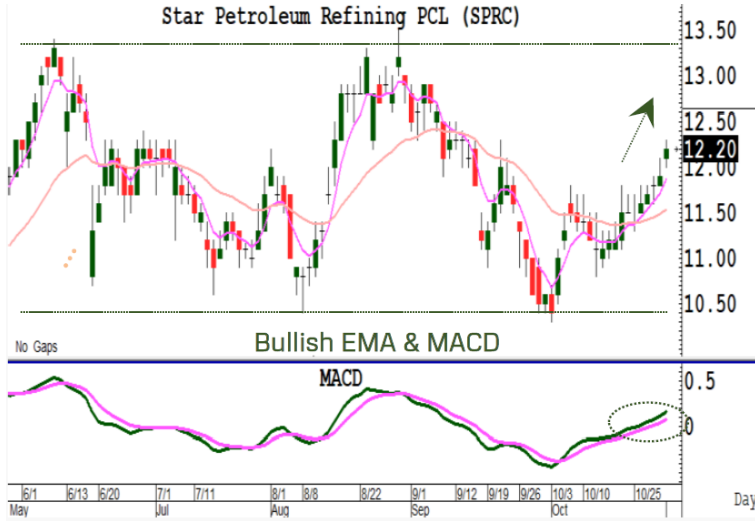 Star Petroleum Refining PCL (SPRC)
13.50
13.00
12.50
12.20
12.00
11.50
11.00
10.50
No Gaps
Bullish EMA & MACD
MACD
0.5
0
6/1 6/13 6/20 7/1 7/11 8/1 8/8 8/22 9/1 9/12 9/19 9/26 10/3 10/10 10/25
May Jul Aug Sep Oct Day